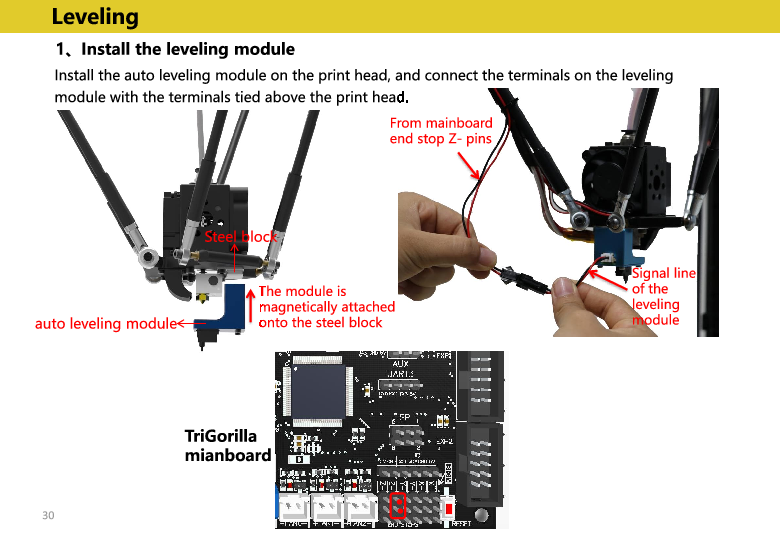 Leveling
1、Install the leveling module
Install the auto leveling module on the print head, and connect the terminals on the leveling
module with the terminals tied above the print head.
From mainboard
end stop Z- pins
Steel block
The module is
magnetically attached
onto the steel block
auto leveling module
Signal line
of the
leveling
module
TriGorilla
mianboard
AUX
UART3
EXP2
RESET
30